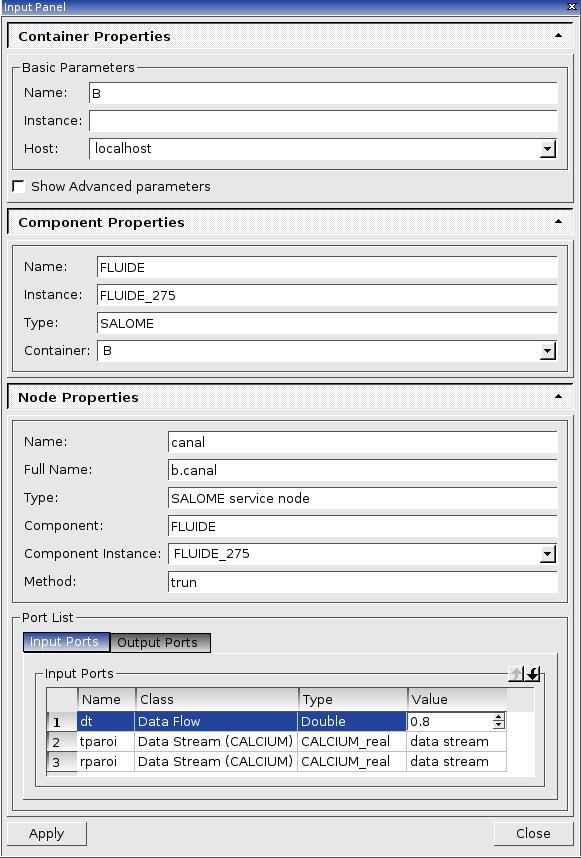 Input Panel
Container Properties
Basic Parameters
Name: B
Instance:
Host: localhost
Show Advanced parameters
Component Properties
Name: FLUIDE
Instance: FLUIDE_275
Type: SALOME
Container: B
Node Properties
Name: canal
Full Name: b.canal
Type: SALOME service node
Component: FLUIDE
Component Instance: FLUIDE_275
Method: trun
Port List
Input Ports Output Ports
Input Ports
Name Class Type Value
1 dt Data Flow Double 0.8
2 tparoi Data Stream (CALCIUM) CALCIUM_real data stream
3 rparoi Data Stream (CALCIUM) CALCIUM_real data stream
Apply Close